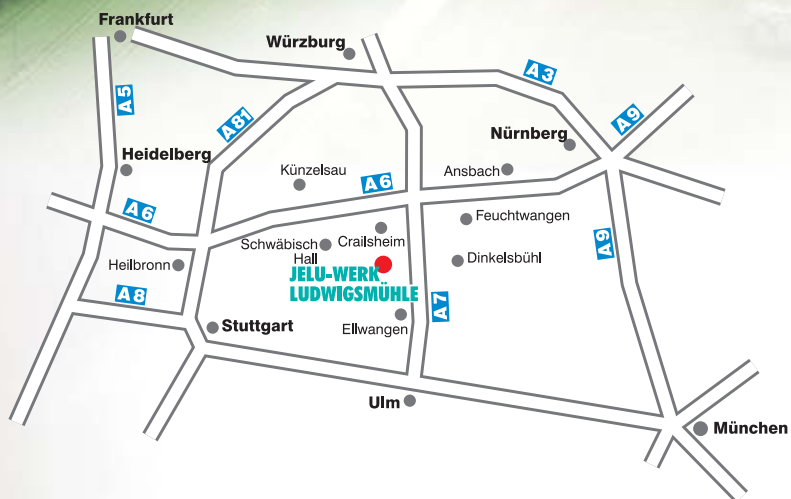 Frankfurt
Würzburg
A3
A5
A81
A9
Nürnberg
Heidelberg
Künzelsau
A6
Ansbach
A6
Feuchtwangen
Schwäbisch
Hall
Crailsheim
A9
Heilbronn
Dinkelsbühl
JELU-WERK
LUDWIGSMÜHLE
A8
A7
Stuttgart
Ellwangen
Ulm
München